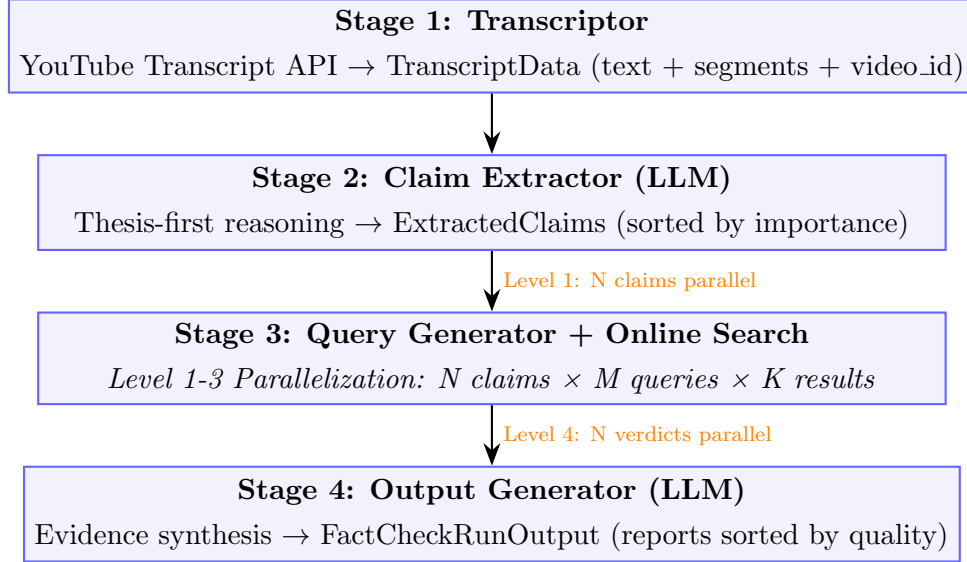 Stage 1: Transcriptor
YouTube Transcript API → TranscriptData (text + segments + video_id)
Stage 2: Claim Extractor (LLM)
Thesis-first reasoning → ExtractedClaims (sorted by importance)
Level 1: N claims parallel
Stage 3: Query Generator + Online Search
Level 1-3 Parallelization: N claims × M queries × K results
Level 4: N verdicts parallel
Stage 4: Output Generator (LLM)
Evidence synthesis → FactCheckRunOutput (reports sorted by quality)